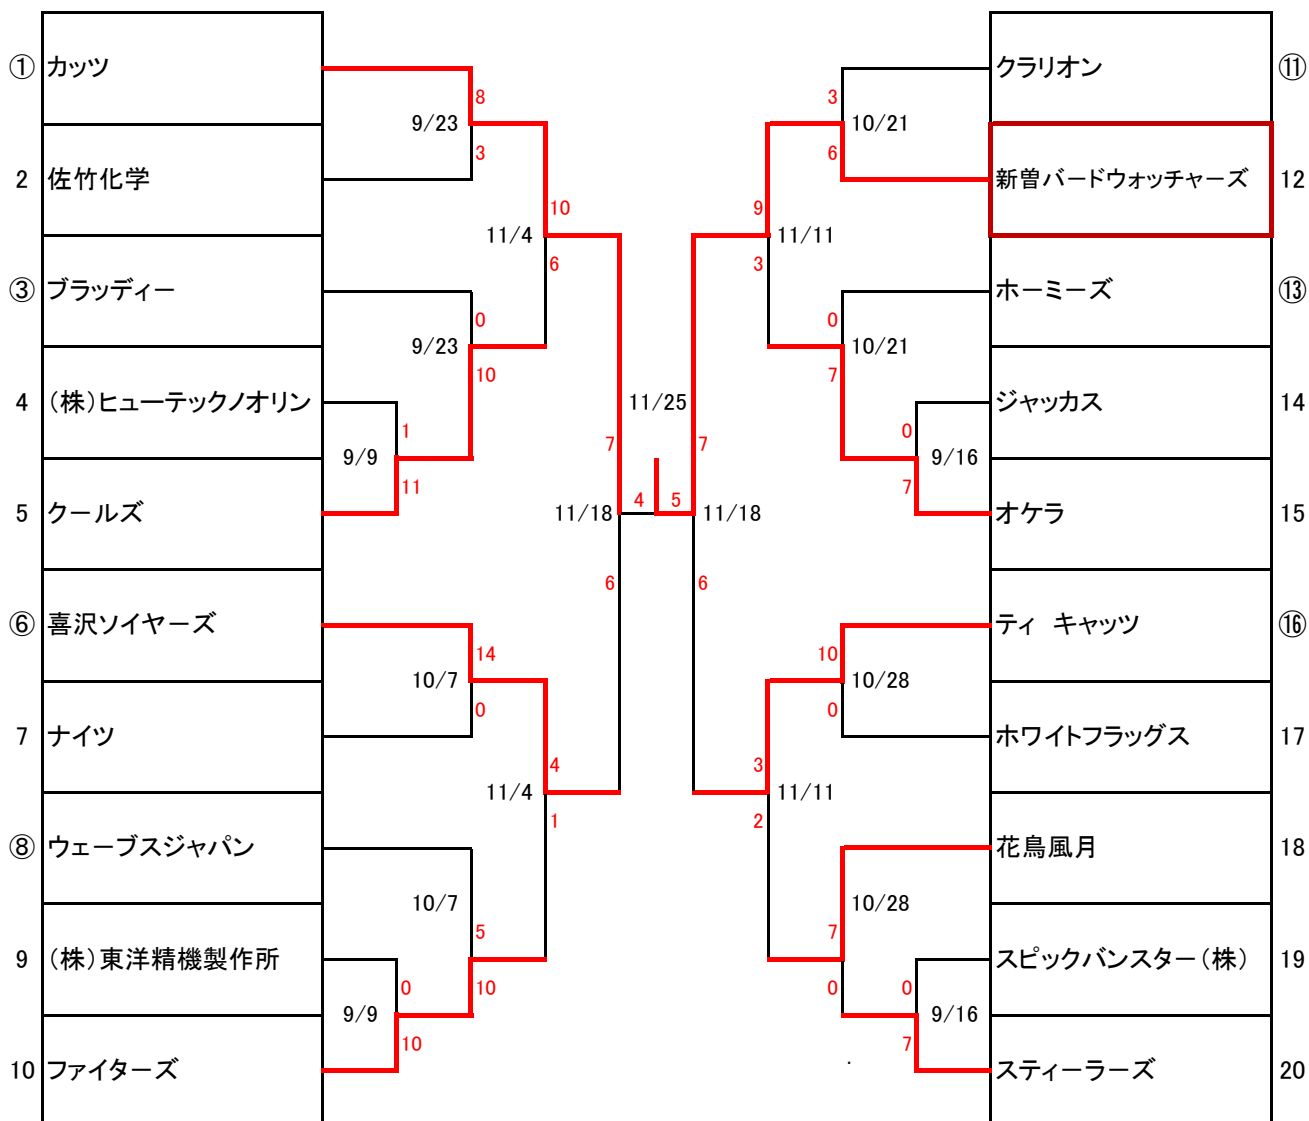 ① カッツ
2 佐竹化学
③ ブラッディー
4 (株)ヒューテックノオリン
5 クールズ
⑥ 喜沢ソイヤーズ
7 ナイツ
⑧ ウェーブスジャパン
9 (株)東洋精機製作所
10 ファイターズ
9/23
8
3
9/23
0
10
9/9
1
11
11/4
10
6
10/7
14
0
10/7
5
10
9/9
0
10
11/4
4
1
11/18
7
6
11/25
4 5
11/18
7
6
11/11
9
3
10/21
3
6
10/21
0
7
9/16
0
7
11/11
3
2
10/28
10
0
10/28
7
0
9/16
0
7
クラリオン ⑪
新曽バードウォッチャーズ 12
ホーミーズ ⑬
ジャッカス 14
オケラ 15
ティ キャッツ ⑯
ホワイトフラッグス 17
花鳥風月 18
スピックバンスター(株) 19
スティーラーズ 20